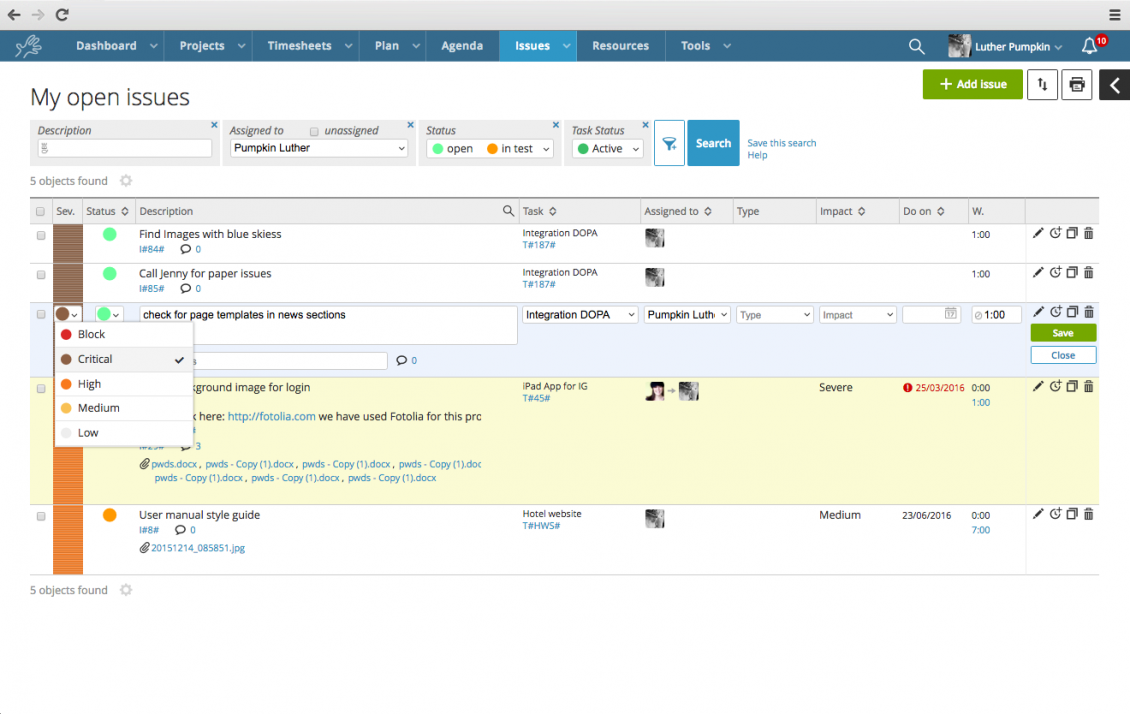 Dashboard Projects Timesheets Plan Agenda Issues Resources Tools Luther Pumpkin 10
My open issues
+ Add issue
Description Assigned to unassigned Status Task Status
Pumpkin Luther open in test Active Search
Save this search
Help
5 objects found
Sev. Status Description Task Assigned to Type Impact Do on W.
Find Images with blue skiess Integration DOPA 1:00
I#84# 0 T#187#
Call Jenny for paper issues Integration DOPA 1:00
I#85# 0 T#187#
check for page templates in news sections Integration DOPA Pumpkin Luthe Type Impact 17 1:00
Save
Block
Close
Critical 0
High
Medium
Low
ground image for login iPad App for IG Severe 25/03/2016 0:00
T#45# 1:00
here: http://fotolia.com we have used Fotolia for this pro
3
pwds.docx , pwds - Copy (1).docx , pwds - Copy (1).docx , pwds - Copy (1).doc
pwds - Copy (1).docx , pwds - Copy (1).docx , pwds - Copy (1).docx
User manual style guide Hotel website Medium 23/06/2016 0:00
I#8# 0 T#HWS# 7:00
20151214_085851.jpg
5 objects found